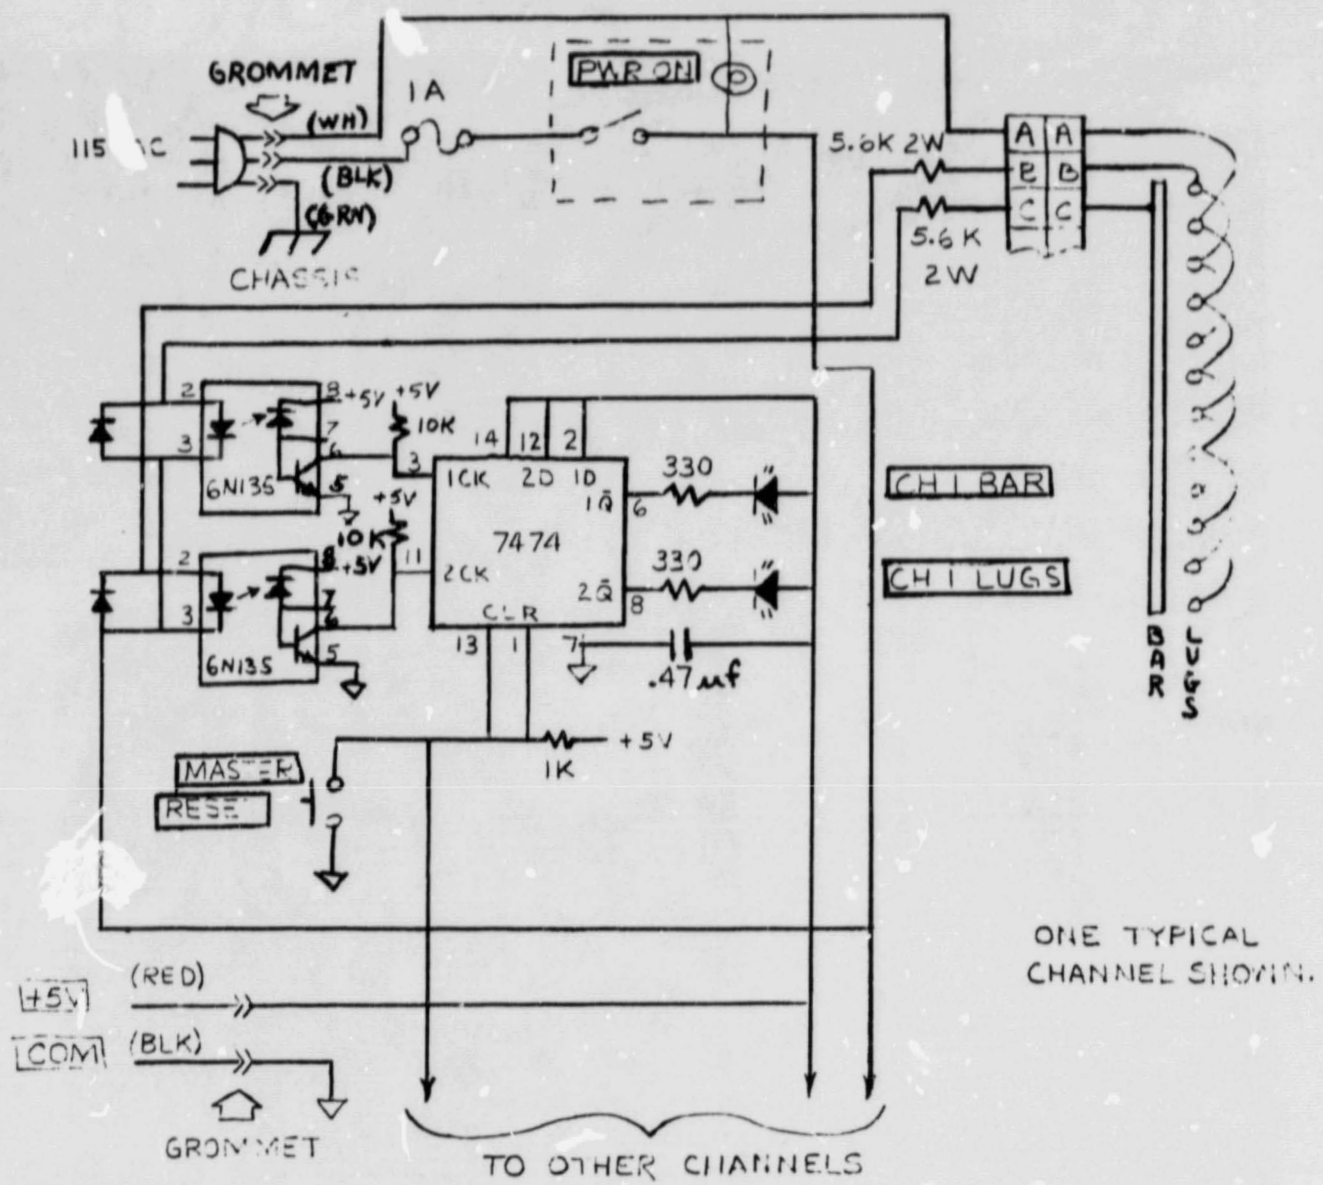 GROMMET
1A
PWR ON
(WH)
115 AC
(BLK)
(GRN)
CHASSIS
5.6K 2W
A A
B B
C C
5.6 K
2W
2
8
+5V
+5V
10K
7
6
3
3
5
6N135
14
12
2
1CK
2D
1D
1Q̄
6
330
CH 1 BAR
+5V
10K
11
7474
2CK
2Q̄
8
330
CH 1 LUGS
2
8
+5V
7
6
3
5
6N135
CLR
13
1
7
.47 uf
BAR
LUGS
+5V
1K
MASTER
RESE
ONE TYPICAL
CHANNEL SHOWN.
+5V
(RED)
COM
(BLK)
GROMMET
TO OTHER CHANNELS